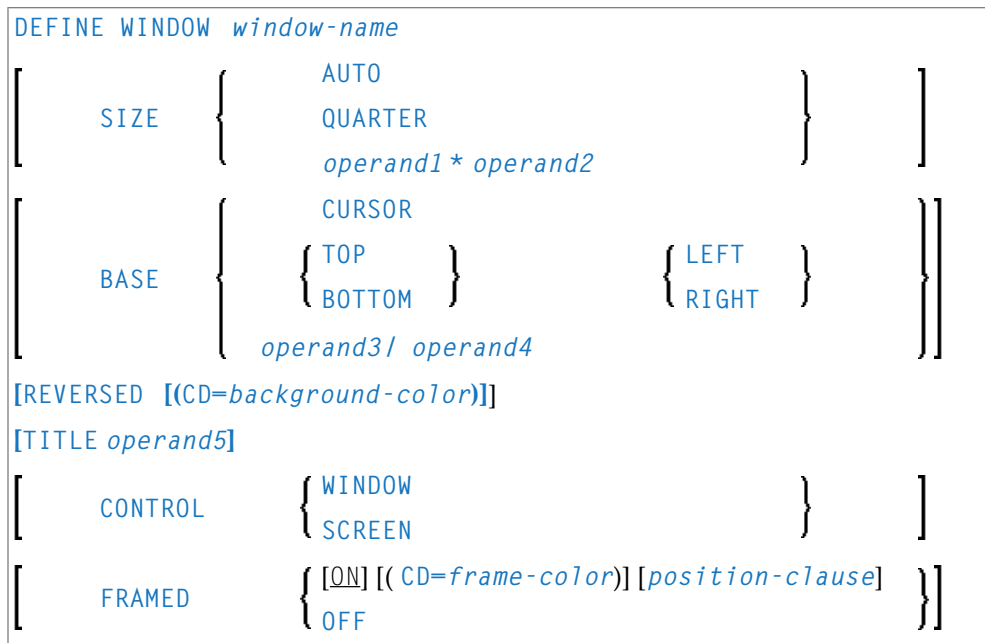 DEFINE WINDOW window-name
AUTO
SIZE QUARTER
operand1 * operand2
CURSOR
TOP LEFT
BASE
BOTTOM RIGHT
operand3/ operand4
[REVERSED [(CD=background-color)]]
[TITLE operand5]
WINDOW
CONTROL
SCREEN
[ON] [( CD=frame-color)] [position-clause]
FRAMED
OFF